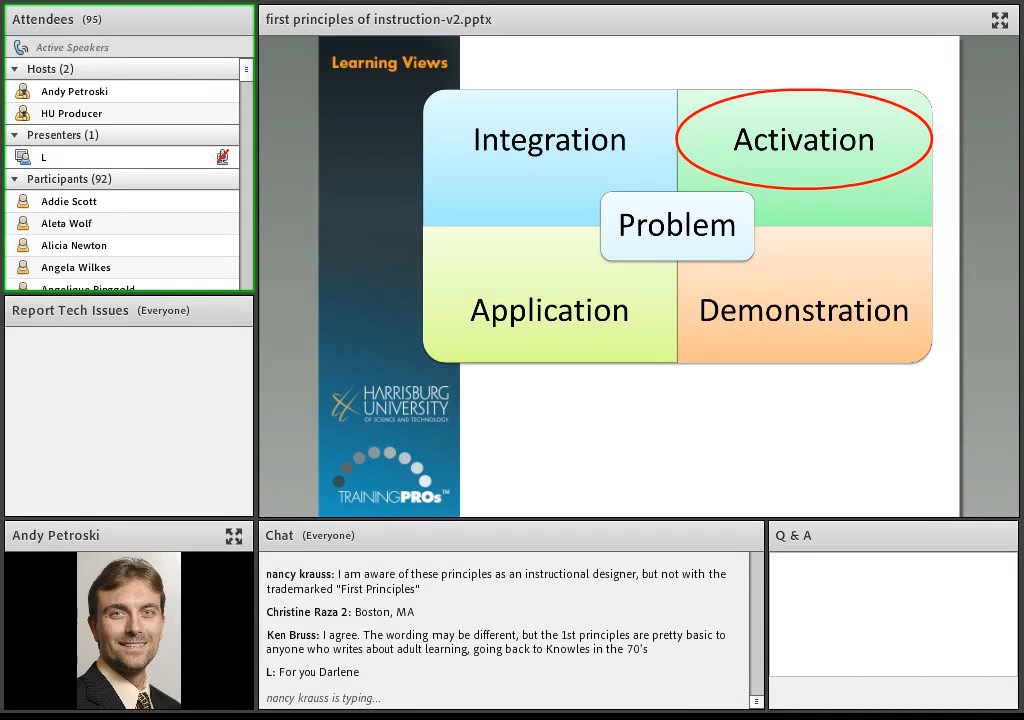 Attendees (95)
Active Speakers
Hosts (2)
Andy Petroski
HU Producer
Presenters (1)
L
Participants (92)
Addie Scott
Aleta Wolf
Alicia Newton
Angela Wilkes
Angelique Ringgold
Report Tech Issues (Everyone)
Andy Petroski
first principles of instruction-v2.pptx
Learning Views
Integration
Activation
Problem
Application
Demonstration
HARRISBURG
UNIVERSITY
OF SCIENCE AND TECHNOLOGY
TRAININGPROs™
Chat (Everyone)
nancy krauss: I am aware of these principles as an instructional designer, but not with the
trademarked "First Principles"
Christine Raza 2: Boston, MA
Ken Bruss: I agree. The wording may be different, but the 1st principles are pretty basic to
anyone who writes about adult learning, going back to Knowles in the 70's
L: For you Darlene
nancy krauss is typing...
Q & A